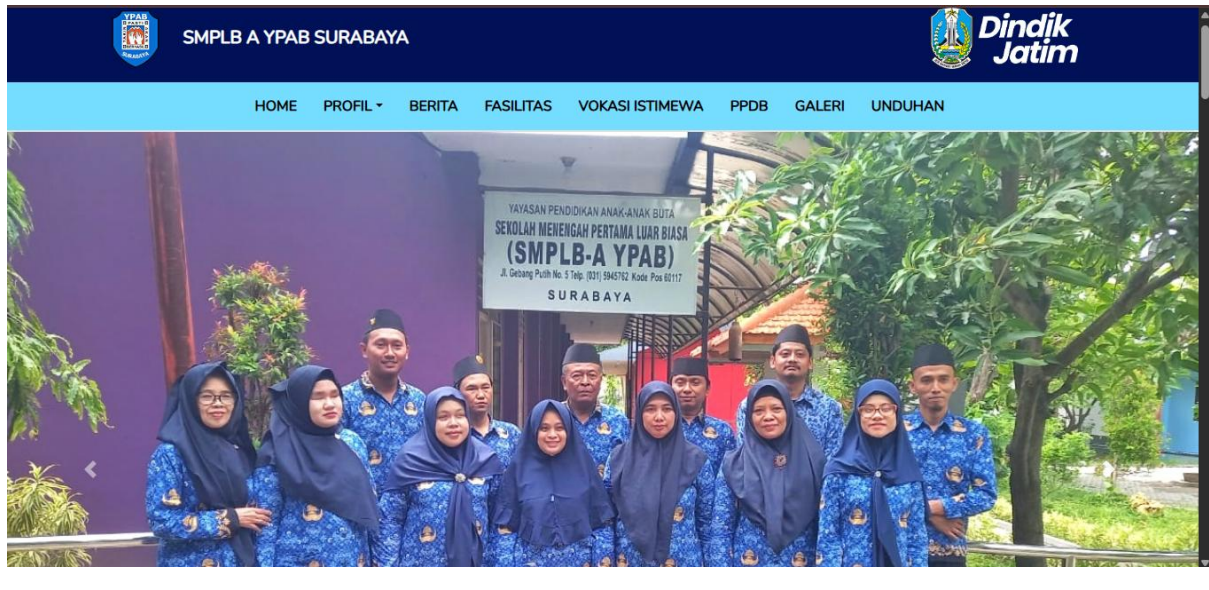 YPAB
SURABAYA
SMPLB A YPAB SURABAYA
Dindik
Jatim
HOME PROFIL BERITA FASILITAS VOKASI ISTIMEWA PPDB GALERI UNDUHAN
YAYASAN PENDIDIKAN ANAK-ANAK BUTA
SEKOLAH MENENGAH PERTAMA LUAR BIASA
(SMPLB-A YPAB)
Jl. Gebang Putih No. 5 Telp. (031) 5945762 Kode Pos 60117
SURABAYA